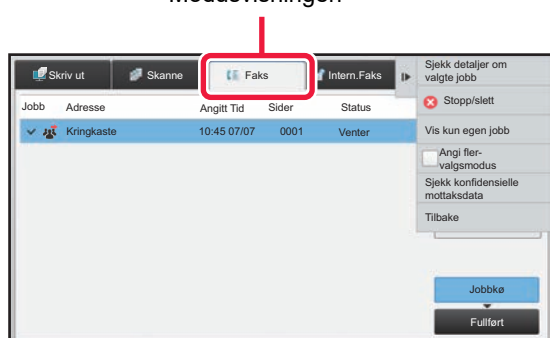 Skriv ut
Skanne
Faks
Intern.Faks
Jobb Adresse Angitt Tid Sider Status
Kringkaste 10:45 07/07 0001 Venter
Sjekk detaljer om
valgte jobb
Stopp/slett
Vis kun egen jobb
Angi fler-
valgsmodus
Sjekk konfidensielle
mottaksdata
Tilbake
Jobbkø
Fullført